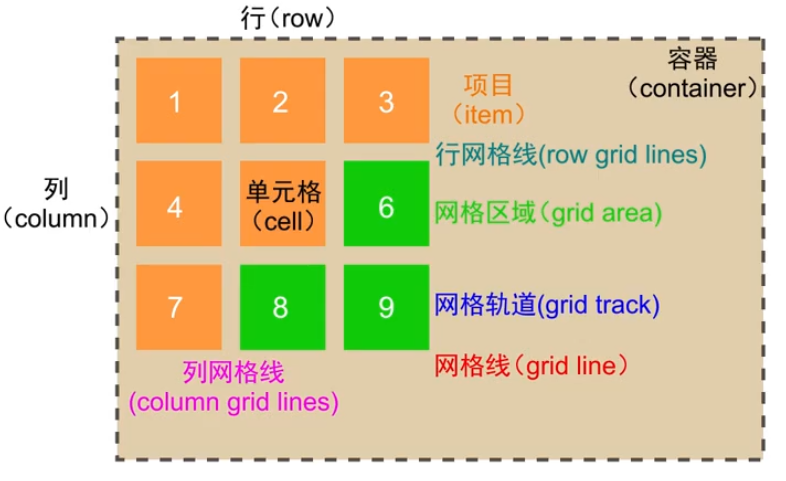 行（row）
容器
（container）
1
2
3
项目
（item）
行网格线(row grid lines)
列
（column）
4
单元格
（cell）
6
网格区域（grid area)
7
8
9
网格轨道(grid track)
网格线（grid line）
列网格线
(column grid lines)